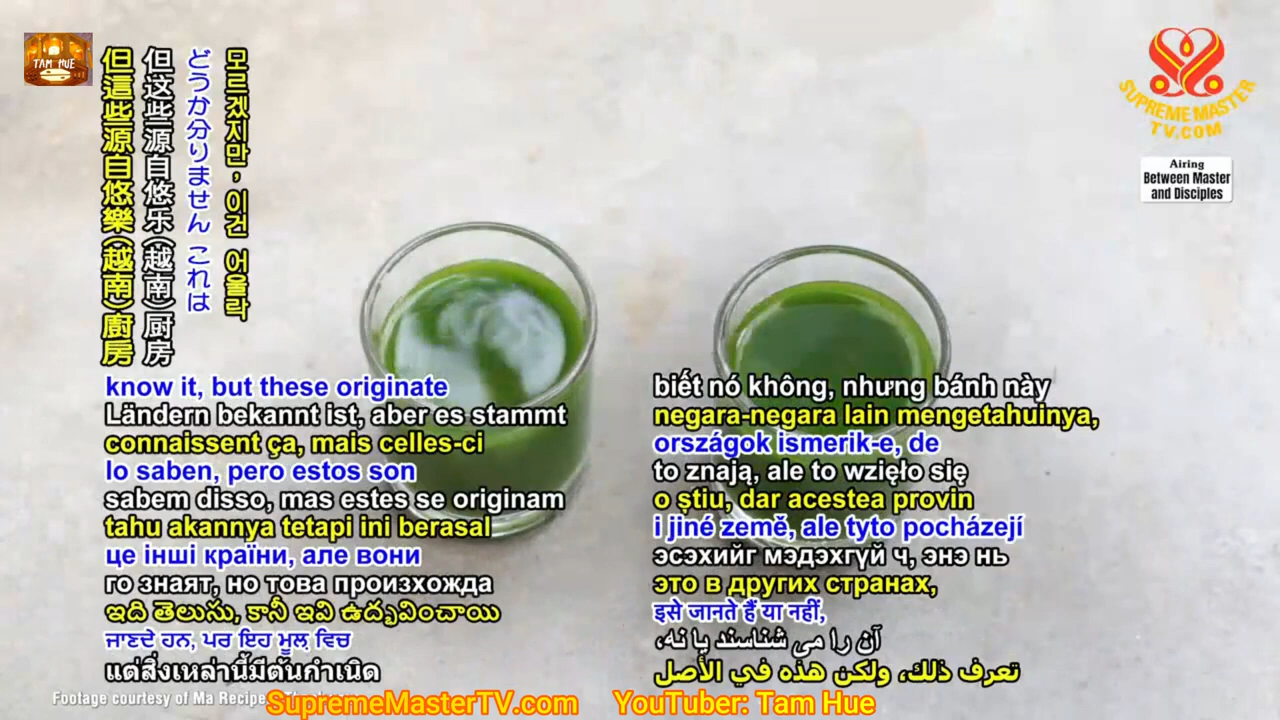 TAM HUE
但這些源自悠樂(越南)廚房
但这些源自悠乐(越南)厨房
どうか分りません これは
모르겠지만, 이건 어울락
SUPREME MASTER
TV.COM
Airing
Between Master
and Disciples
know it, but these originate
Ländern bekannt ist, aber es stammt
connaissent ça, mais celles-ci
lo saben, pero estos son
sabem disso, mas estes se originam
tahu akannya tetapi ini berasal
це інші країни, але вони
го знаят, но това произхожда
ఇది తెలుసు, కానీ ఇవి ఉద్భవించాయి
ਜਾਣਦੇ ਹਨ, ਪਰ ਇਹ ਮੂਲ ਵਿਚ
แต่สิ่งเหล่านี้มีต้นกำเนิด
biết nó không, nhưng bánh này
negara-negara lain mengetahuinya,
országok ismerik-e, de
to znają, ale to wzięło się
o știu, dar acestea provin
i jiné země, ale tyto pocházejí
эсэхийг мэдэхгүй ч, энэ нь
это в других странах,
इसे जानते हैं या नहीं,
آن را می شناسند یا نه،
تعرف ذلك، ولكن هذه في الأصل
Footage courtesy of Ma Recipe
SupremeMasterTV.com YouTuber: Tam Hue